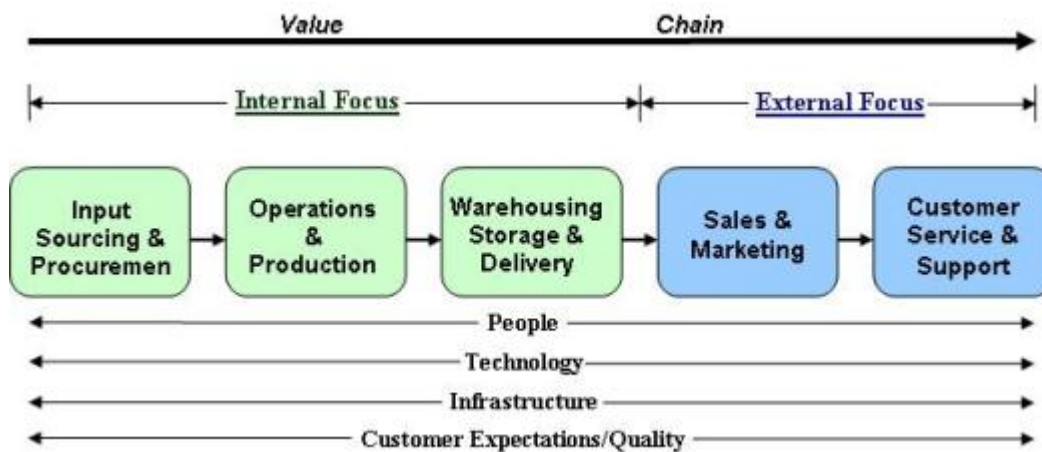 Value Chain
Internal Focus External Focus
Input
Sourcing &
Procuremen
Operations
&
Production
Warehousing
Storage &
Delivery
Sales &
Marketing
Customer
Service &
Support
People
Technology
Infrastructure
Customer Expectations/Quality